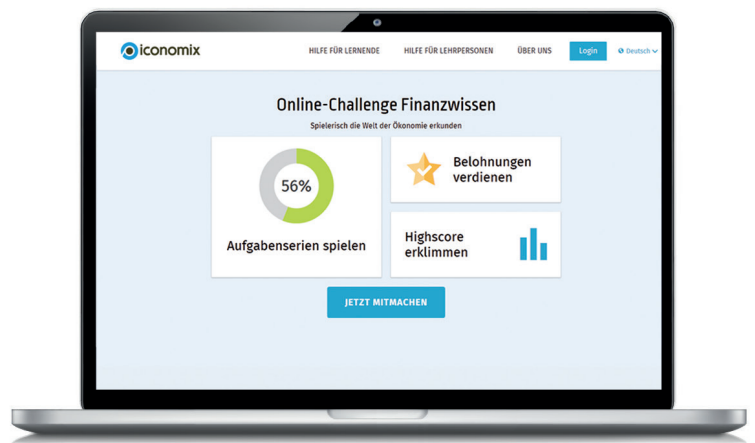 iconomix
HILFE FÜR LERNENDE HILFE FÜR LEHRPERSONEN ÜBER UNS Login Deutsch
Online-Challenge Finanzwissen
Spielerisch die Welt der Ökonomie erkunden
56%
Aufgabenserien spielen
Belohnungen
verdienen
Highscore
erklimmen
JETZT MITMACHEN